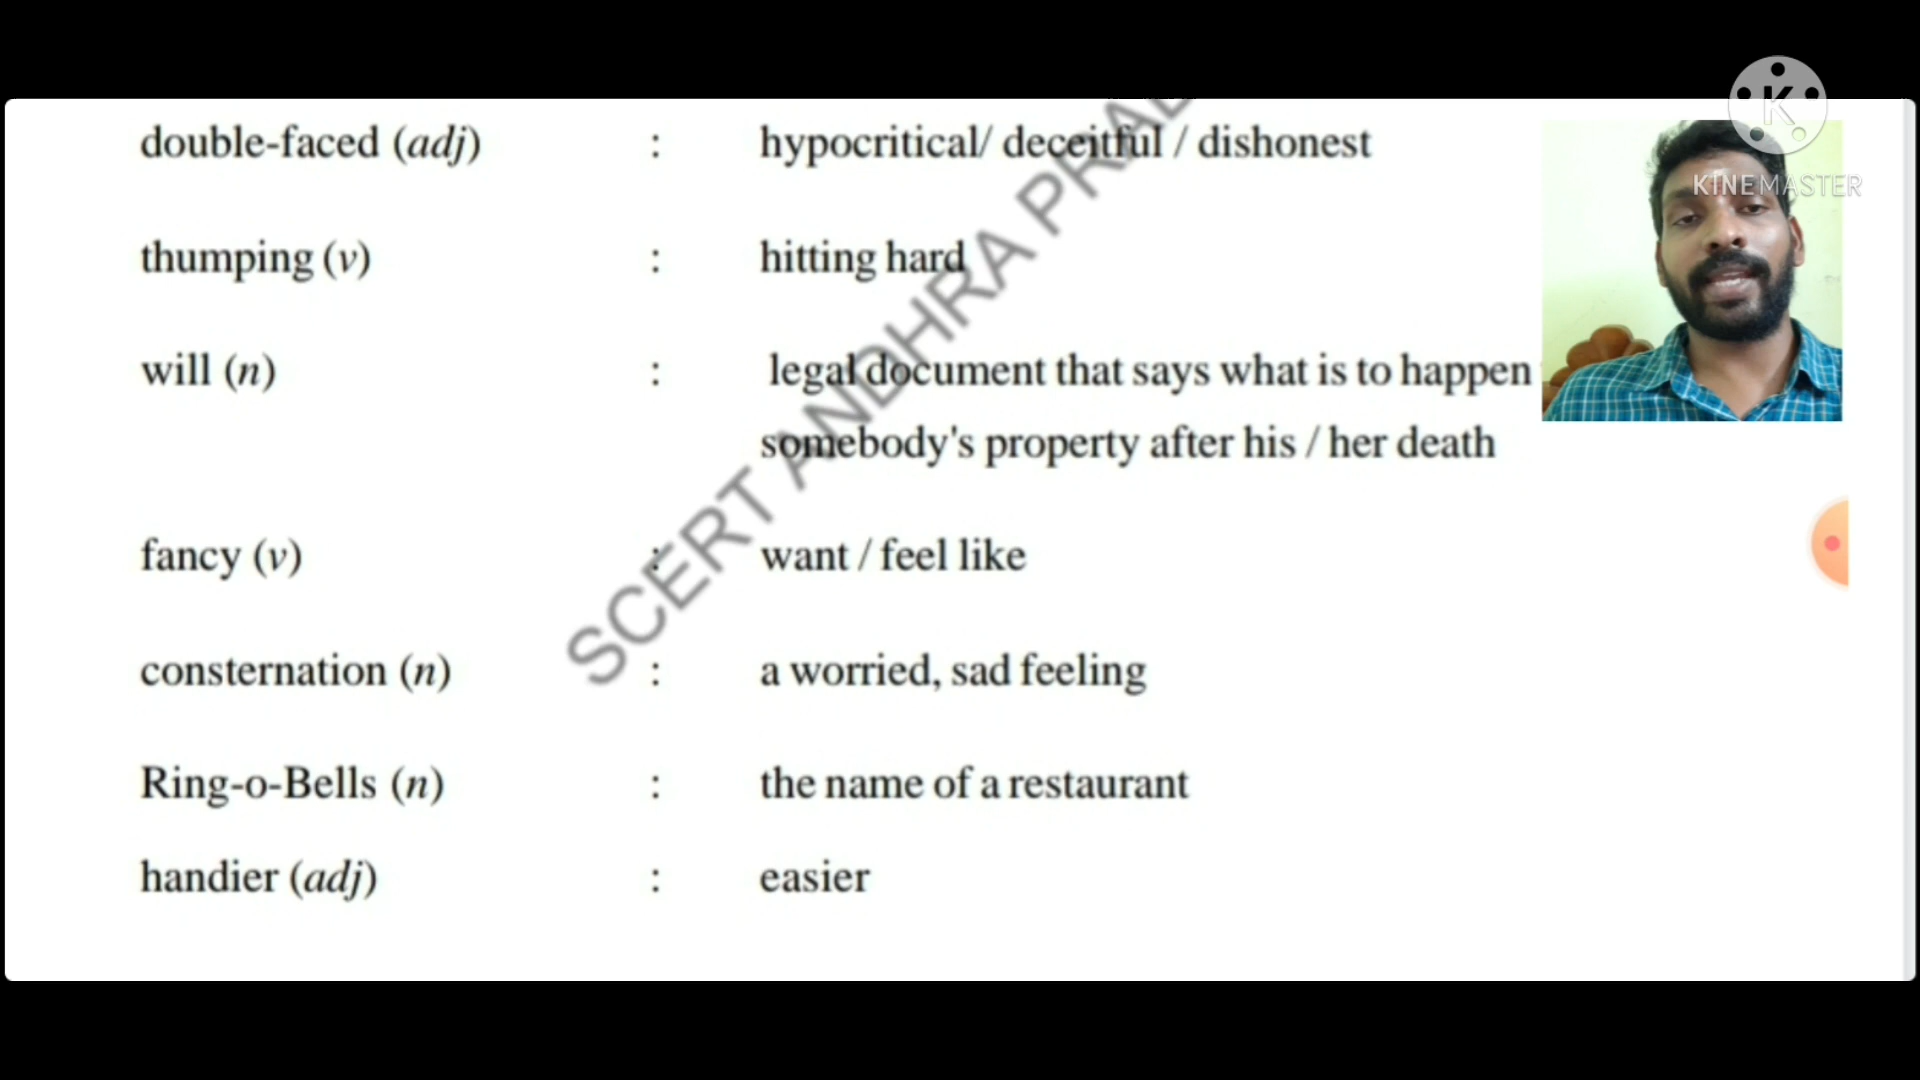 double-faced (adj) : hypocritical/ deceitful / dishonest
thumping (v) : hitting hard
will (n) : legal document that says what is to happen
somebody's property after his / her death
fancy (v) : want / feel like
consternation (n) : a worried, sad feeling
Ring-o-Bells (n) : the name of a restaurant
handier (adj) : easier
SCERT ANDHRA
K
KINEMASTER